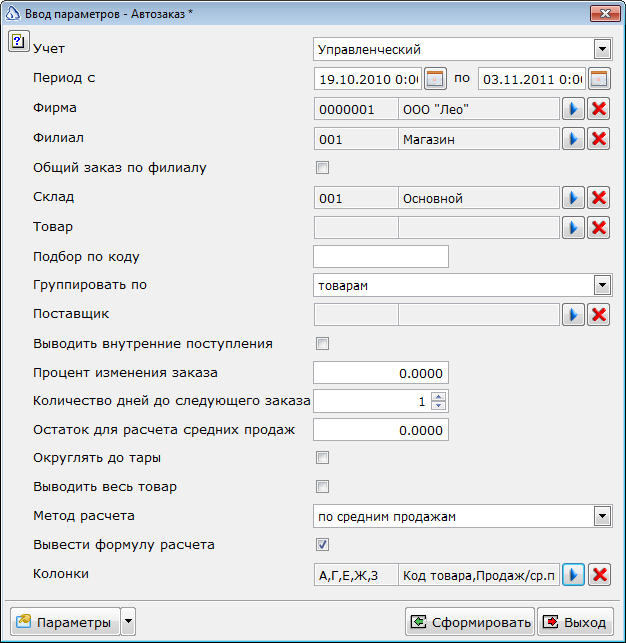 Ввод параметров - Автозаказ *
Учет Управленческий
Период с 19.10.2010 0:0 по 03.11.2011 0:0
Фирма 0000001 ООО "Лео"
Филиал 001 Магазин
Общий заказ по филиалу
Склад 001 Основной
Товар
Подбор по коду
Группировать по товарам
Поставщик
Выводить внутренние поступления
Процент изменения заказа 0.0000
Количество дней до следующего заказа 1
Остаток для расчета средних продаж 0.0000
Округлять до тары
Выводить весь товар
Метод расчета по средним продажам
Вывести формулу расчета
Колонки А,Г,Е,Ж,З Код товара,Продаж/ср.п
Параметры Сформировать Выход